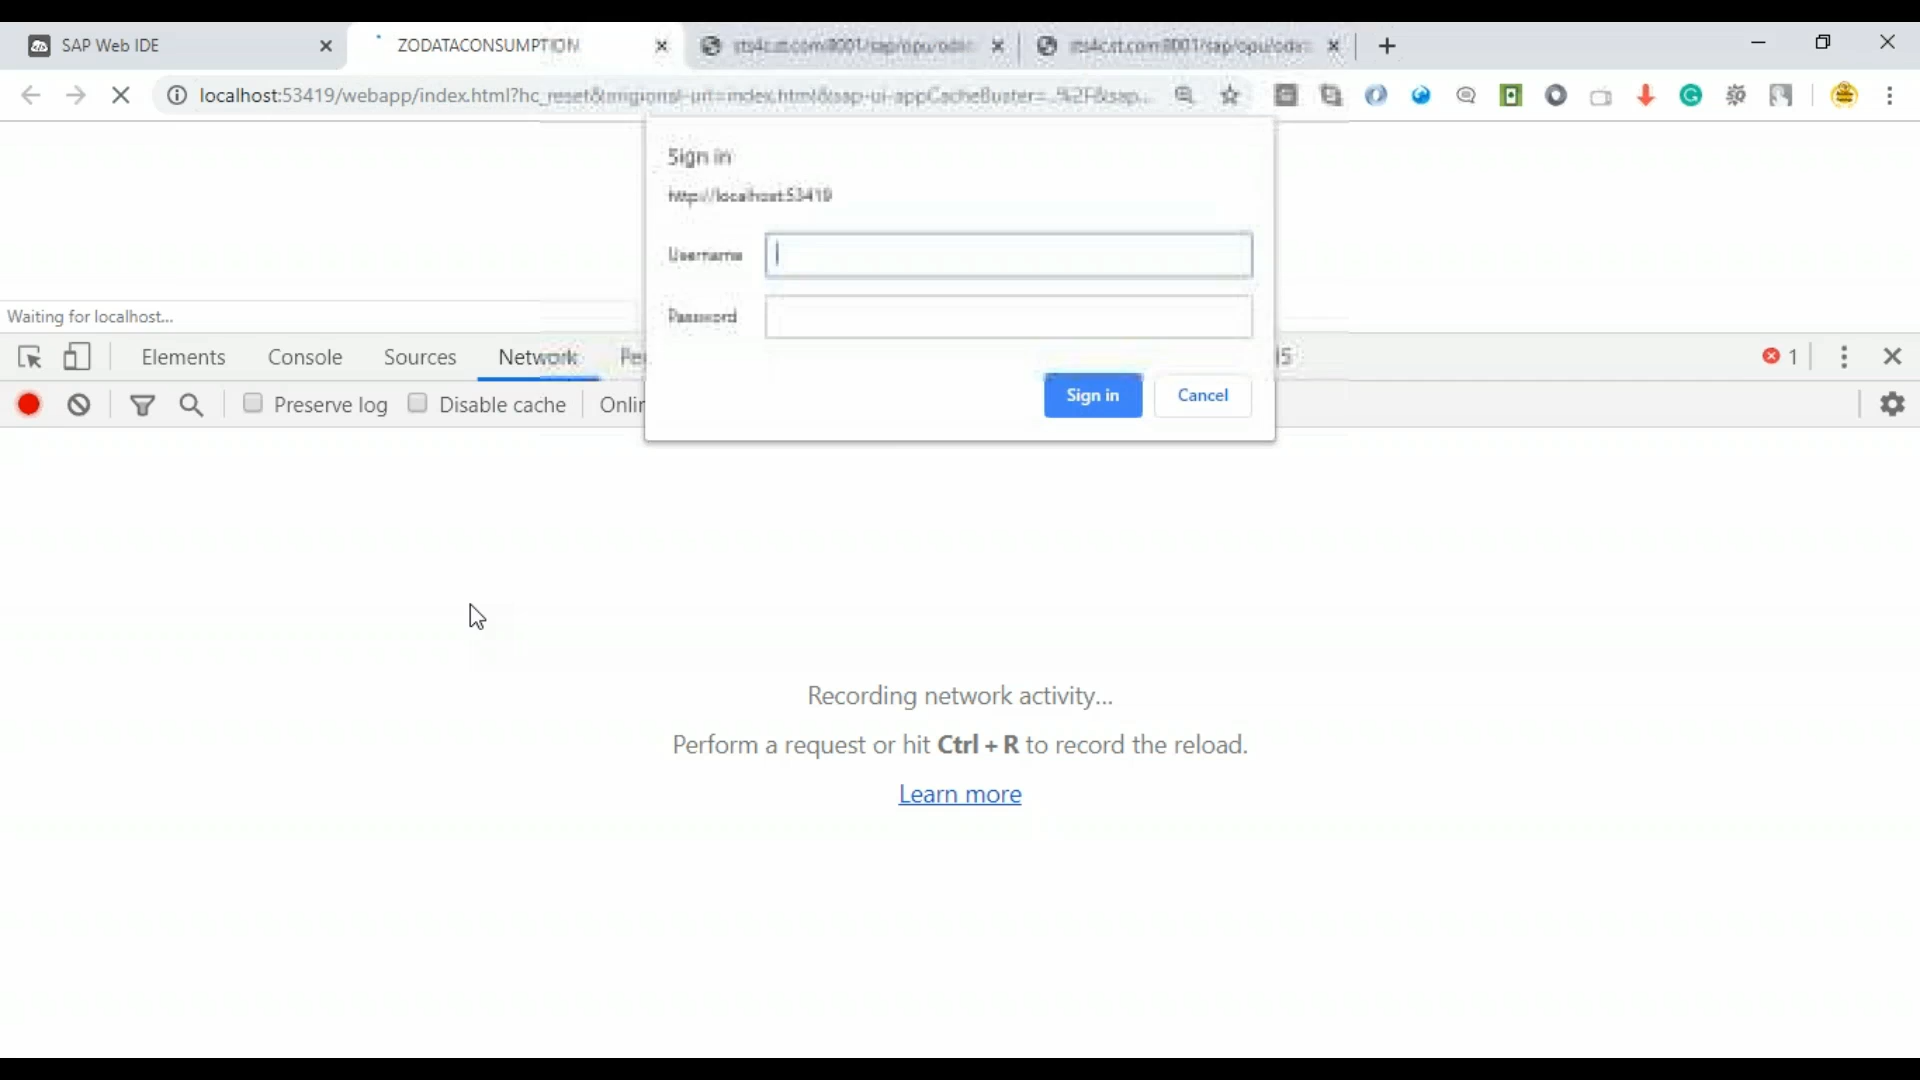 SAP Web IDE
ZODATACONSUMPTION
localhost:53419/webapp/index.html?hc_reset&
Sign in
http://localhost:53419
Username
Password
Sign in Cancel
Waiting for localhost...
Elements Console Sources Network 1
Preserve log Disable cache
Recording network activity...
Perform a request or hit Ctrl + R to record the reload.
Learn more